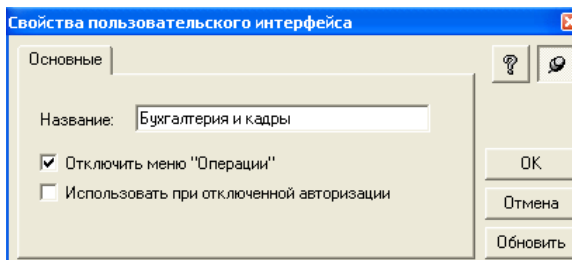 Свойства пользовательского интерфейса
Основные
Название: Бухгалтерия и кадры
Отключить меню "Операции"
Использовать при отключенной авторизации
OK
Отмена
Обновить